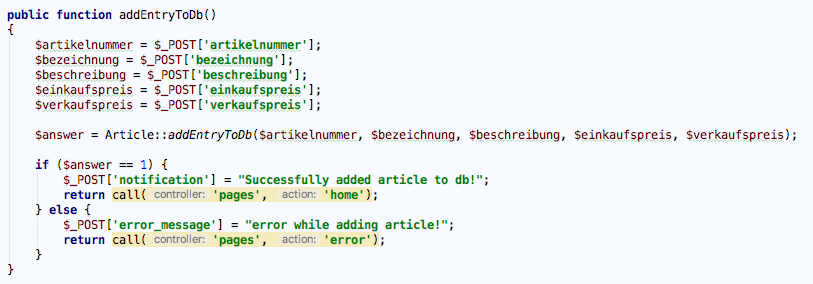 public function addEntryToDb()
{
$artikelnummer = $_POST['artikelnummer'];
$bezeichnung = $_POST['bezeichnung'];
$beschreibung = $_POST['beschreibung'];
$einkaufspreis = $_POST['einkaufspreis'];
$verkaufspreis = $_POST['verkaufspreis'];
$answer = Article::addEntryToDb($artikelnummer, $bezeichnung, $beschreibung, $einkaufspreis, $verkaufspreis);
if ($answer == 1) {
$_POST['notification'] = "Successfully added article to db!";
return call( controller: 'pages', action: 'home');
} else {
$_POST['error_message'] = "error while adding article!";
return call( controller: 'pages', action: 'error');
}
}